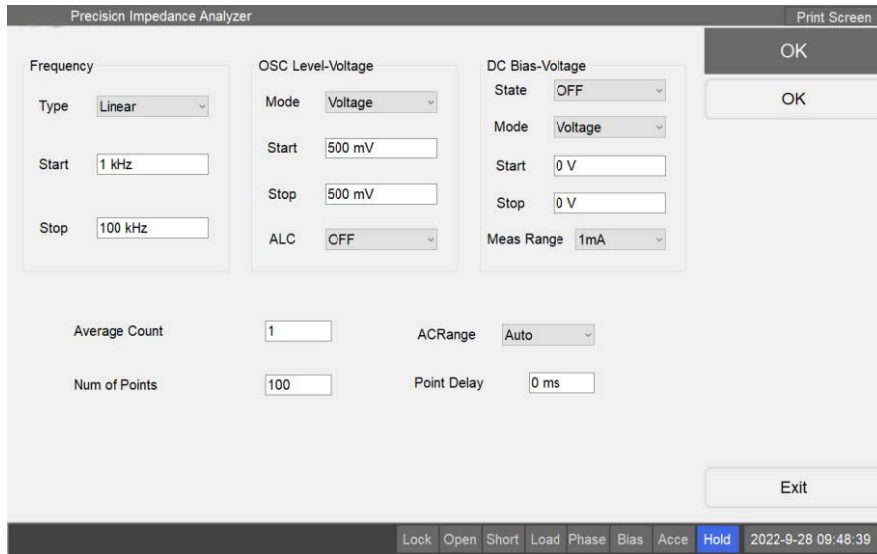 Precision Impedance Analyzer
Print Screen
Frequency
Type Linear
Start 1 kHz
Stop 100 kHz
OSC Level-Voltage
Mode Voltage
Start 500 mV
Stop 500 mV
ALC OFF
DC Bias-Voltage
State OFF
Mode Voltage
Start 0 V
Stop 0 V
Meas Range 1mA
OK
OK
Average Count 1
ACRange Auto
Num of Points 100
Point Delay 0 ms
Exit
Lock Open Short Load Phase Bias Acce Hold 2022-9-28 09:48:39